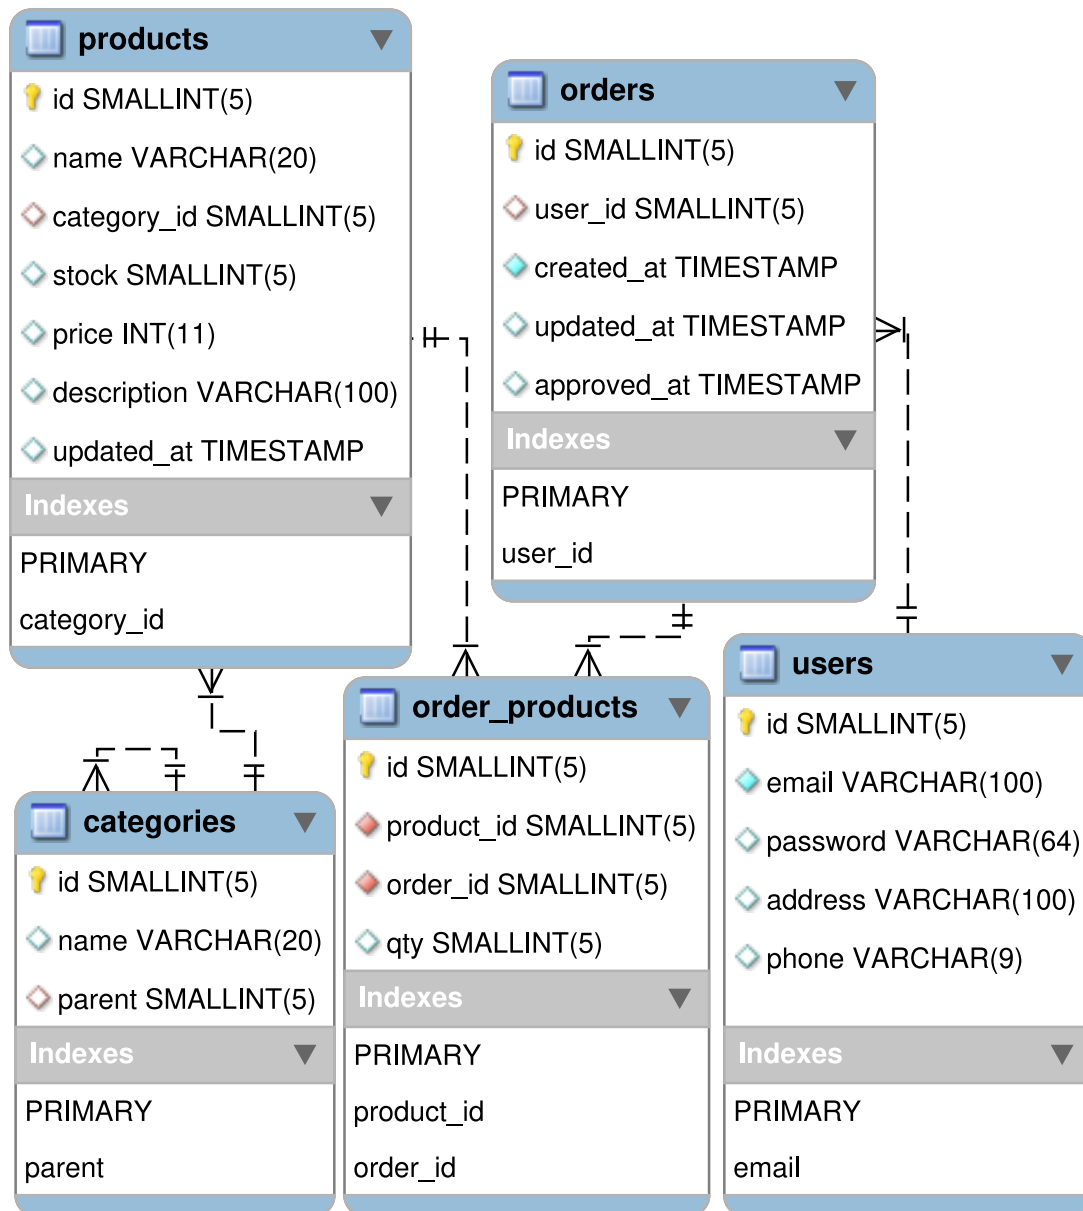 products
id SMALLINT(5)
name VARCHAR(20)
category_id SMALLINT(5)
stock SMALLINT(5)
price INT(11)
description VARCHAR(100)
updated_at TIMESTAMP
Indexes
PRIMARY
category_id
orders
id SMALLINT(5)
user_id SMALLINT(5)
created_at TIMESTAMP
updated_at TIMESTAMP
approved_at TIMESTAMP
Indexes
PRIMARY
user_id
categories
id SMALLINT(5)
name VARCHAR(20)
parent SMALLINT(5)
Indexes
PRIMARY
parent
order_products
id SMALLINT(5)
product_id SMALLINT(5)
order_id SMALLINT(5)
qty SMALLINT(5)
Indexes
PRIMARY
product_id
order_id
users
id SMALLINT(5)
email VARCHAR(100)
password VARCHAR(64)
address VARCHAR(100)
phone VARCHAR(9)
Indexes
PRIMARY
email